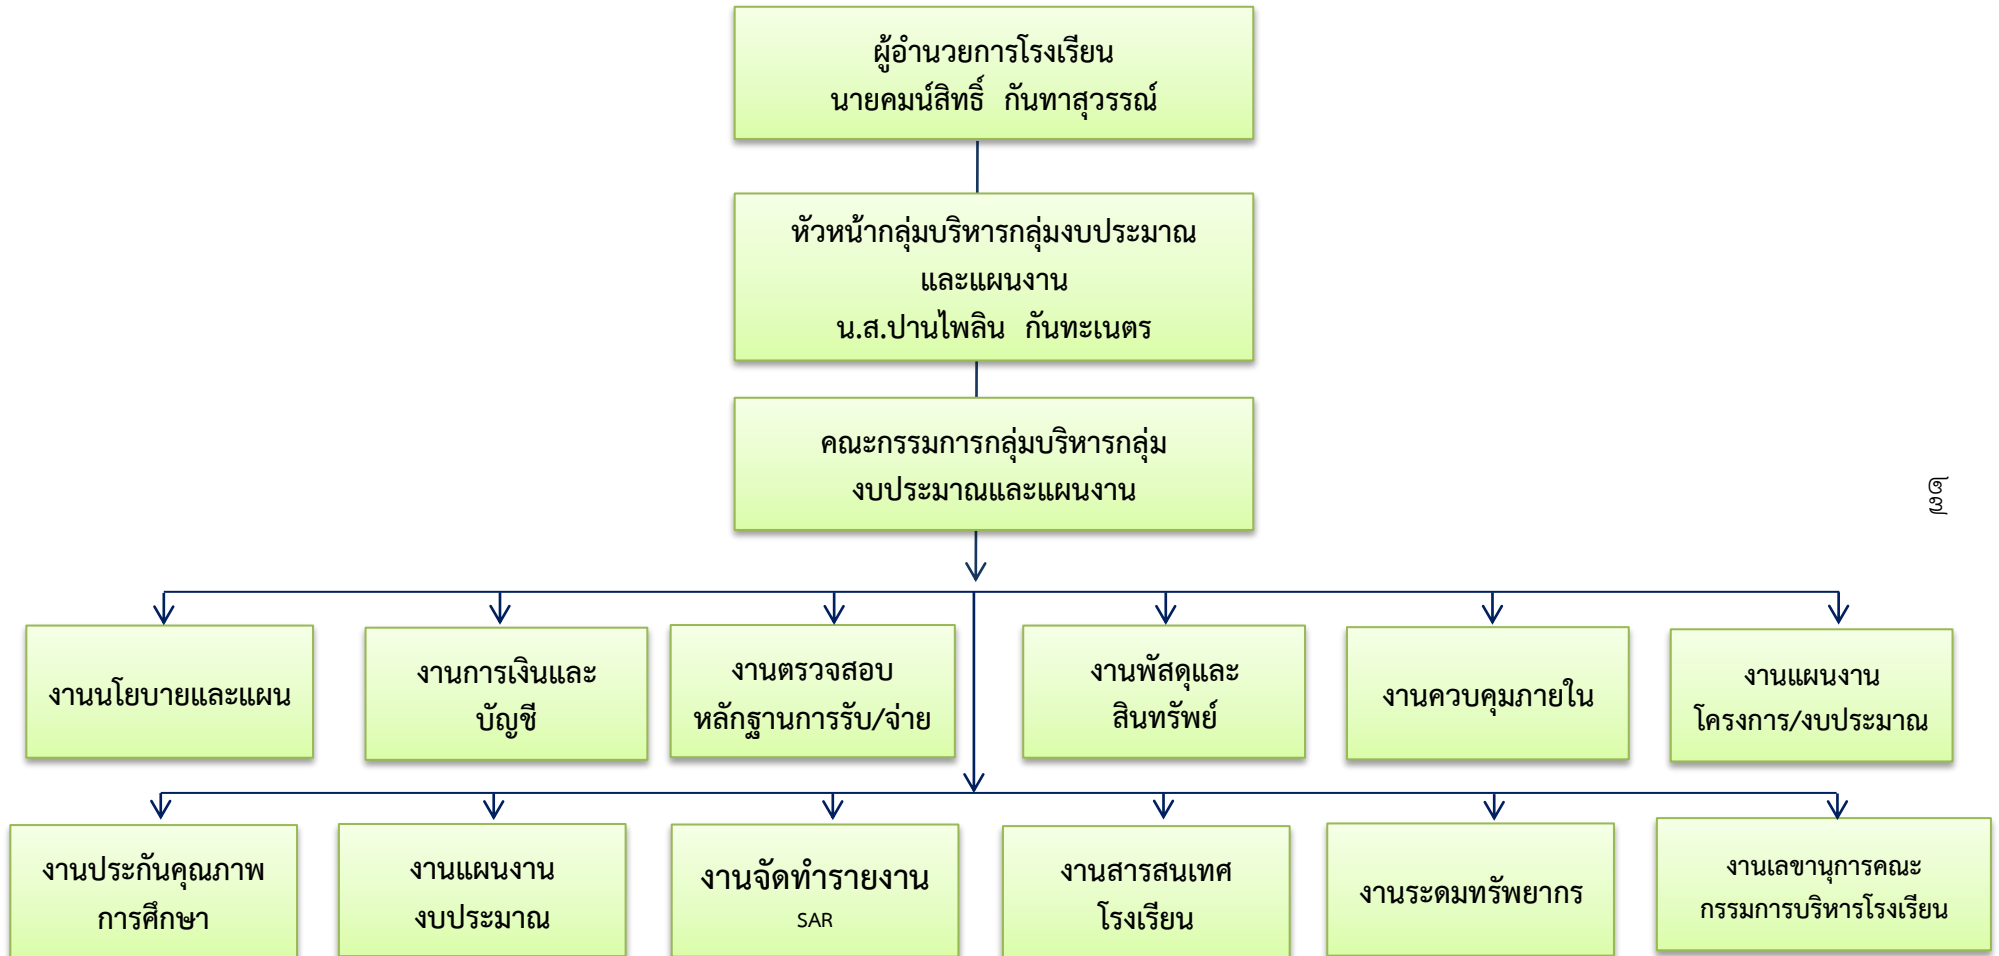 ผู้อำนวยการโรงเรียน
นายคมน์สิทธิ์ กันทาสุวรรณ์
หัวหน้ากลุ่มบริหารกลุ่มงบประมาณ
และแผนงาน
น.ส.ปานไพลิน กันทะเนตร
คณะกรรมการกลุ่มบริหารกลุ่ม
งบประมาณและแผนงาน
๒๗
งานนโยบายและแผน
งานการเงินและ
บัญชี
งานตรวจสอบ
หลักฐานการรับ/จ่าย
งานพัสดุและ
สินทรัพย์
งานควบคุมภายใน
งานแผนงาน
โครงการ/งบประมาณ
งานประกันคุณภาพ
การศึกษา
งานแผนงาน
งบประมาณ
งานจัดทำรายงาน
SAR
งานสารสนเทศ
โรงเรียน
งานระดมทรัพยากร
งานเลขานุการคณะ
กรรมการบริหารโรงเรียน